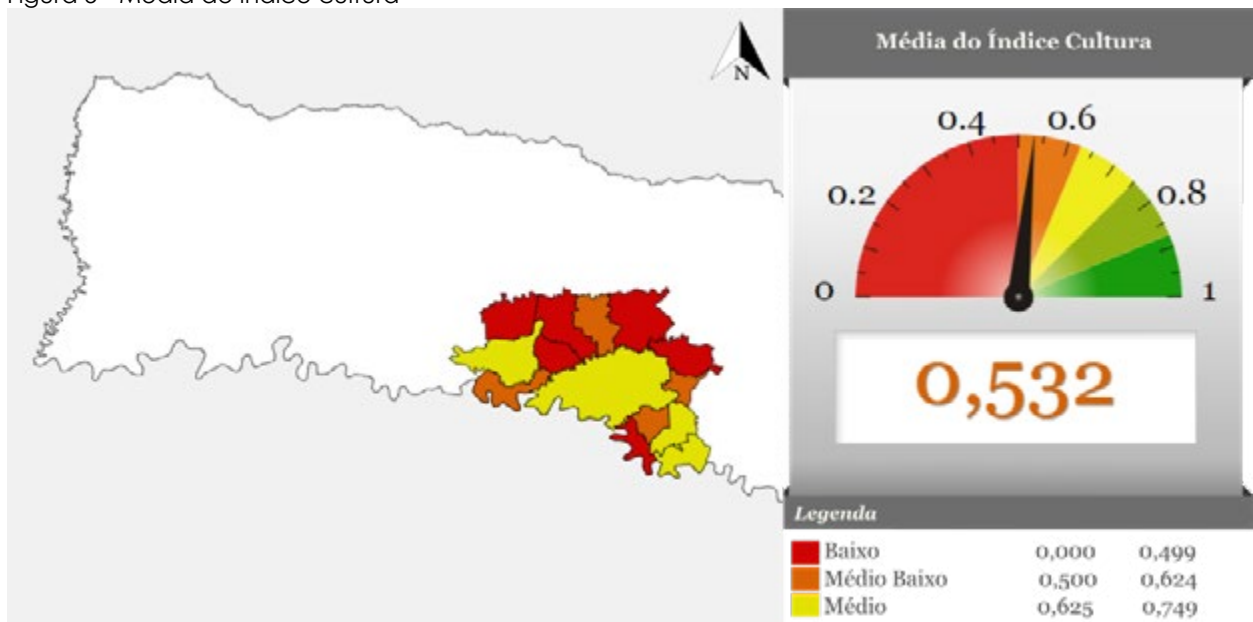 Média do Índice Cultura
N
0.4 0.6
0.2 0.8
0 1
0,532
Legenda
Baixo 0,000 0,499
Médio Baixo 0,500 0,624
Médio 0,625 0,749